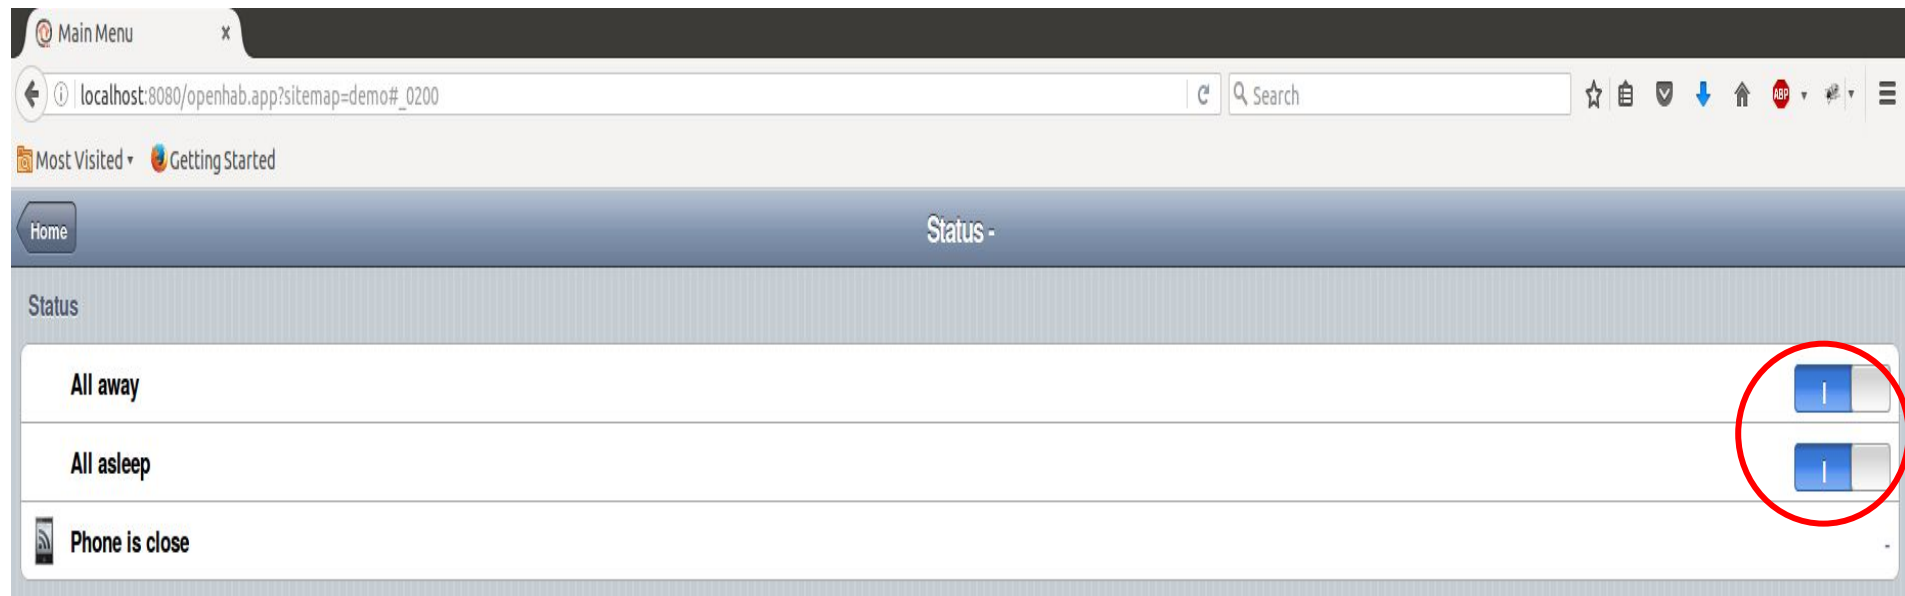 Main Menu x
localhost:8080/openhab.app?sitemap=demo#_0200 Search ABP
Most Visited Getting Started
Home Status -
Status
All away I
All asleep I
Phone is close -